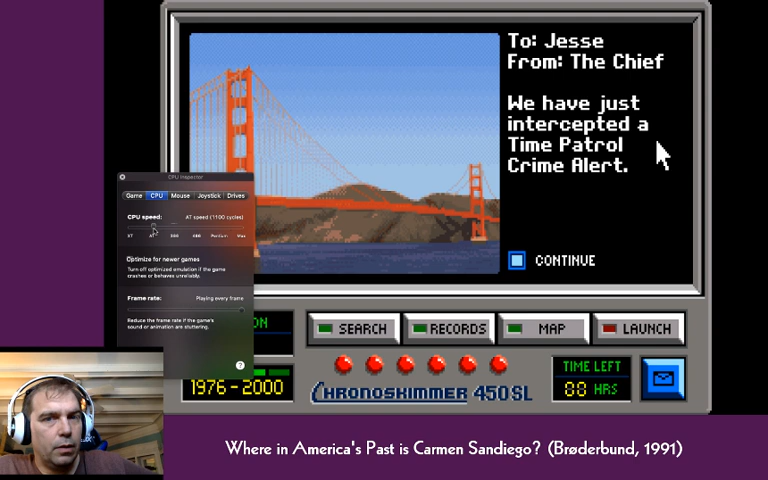 To: Jesse
From: The Chief
We have just
intercepted a
Time Patrol
Crime Alert.
CONTINUE
CPU Inspector
Game CPU Mouse Joystick Drives
CPU speed: AT speed (1100 cycles)
XT AT 386 486 Pentium Max
Optimize for newer games
Turn off optimized emulation if the game
crashes or behaves unreliably.
Frame rate: Playing every frame
Reduce the frame rate if the game's
sound or animation are shuttering.
?
ON
SEARCH RECORDS MAP LAUNCH
1976-2000
CHRONOSKIMMER 450SL
TIME LEFT
88 HRS
Where in America's Past is Carmen Sandiego? (Brøderbund, 1991)